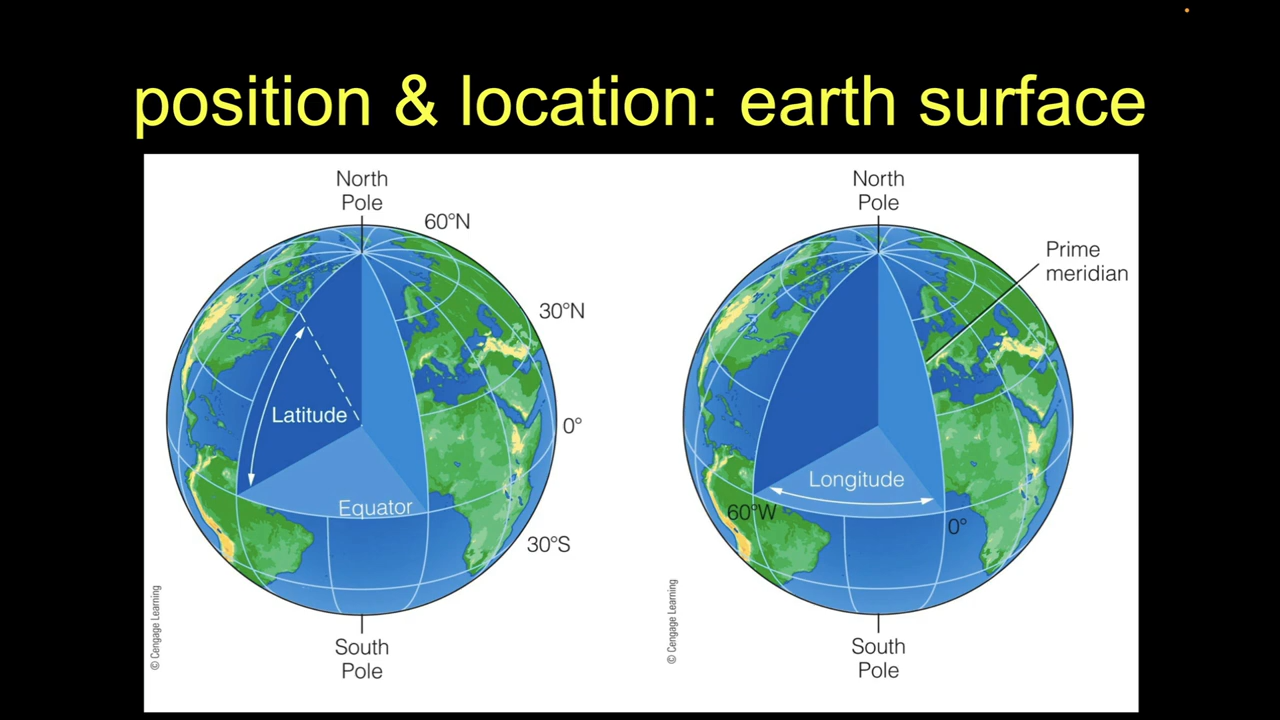 position & location: earth surface
North
Pole
60°N
30°N
Latitude
0°
Equator
30°S
South
Pole
© Cengage Learning
North
Pole
Prime
meridian
Longitude
60°W
0°
South
Pole
© Cengage Learning